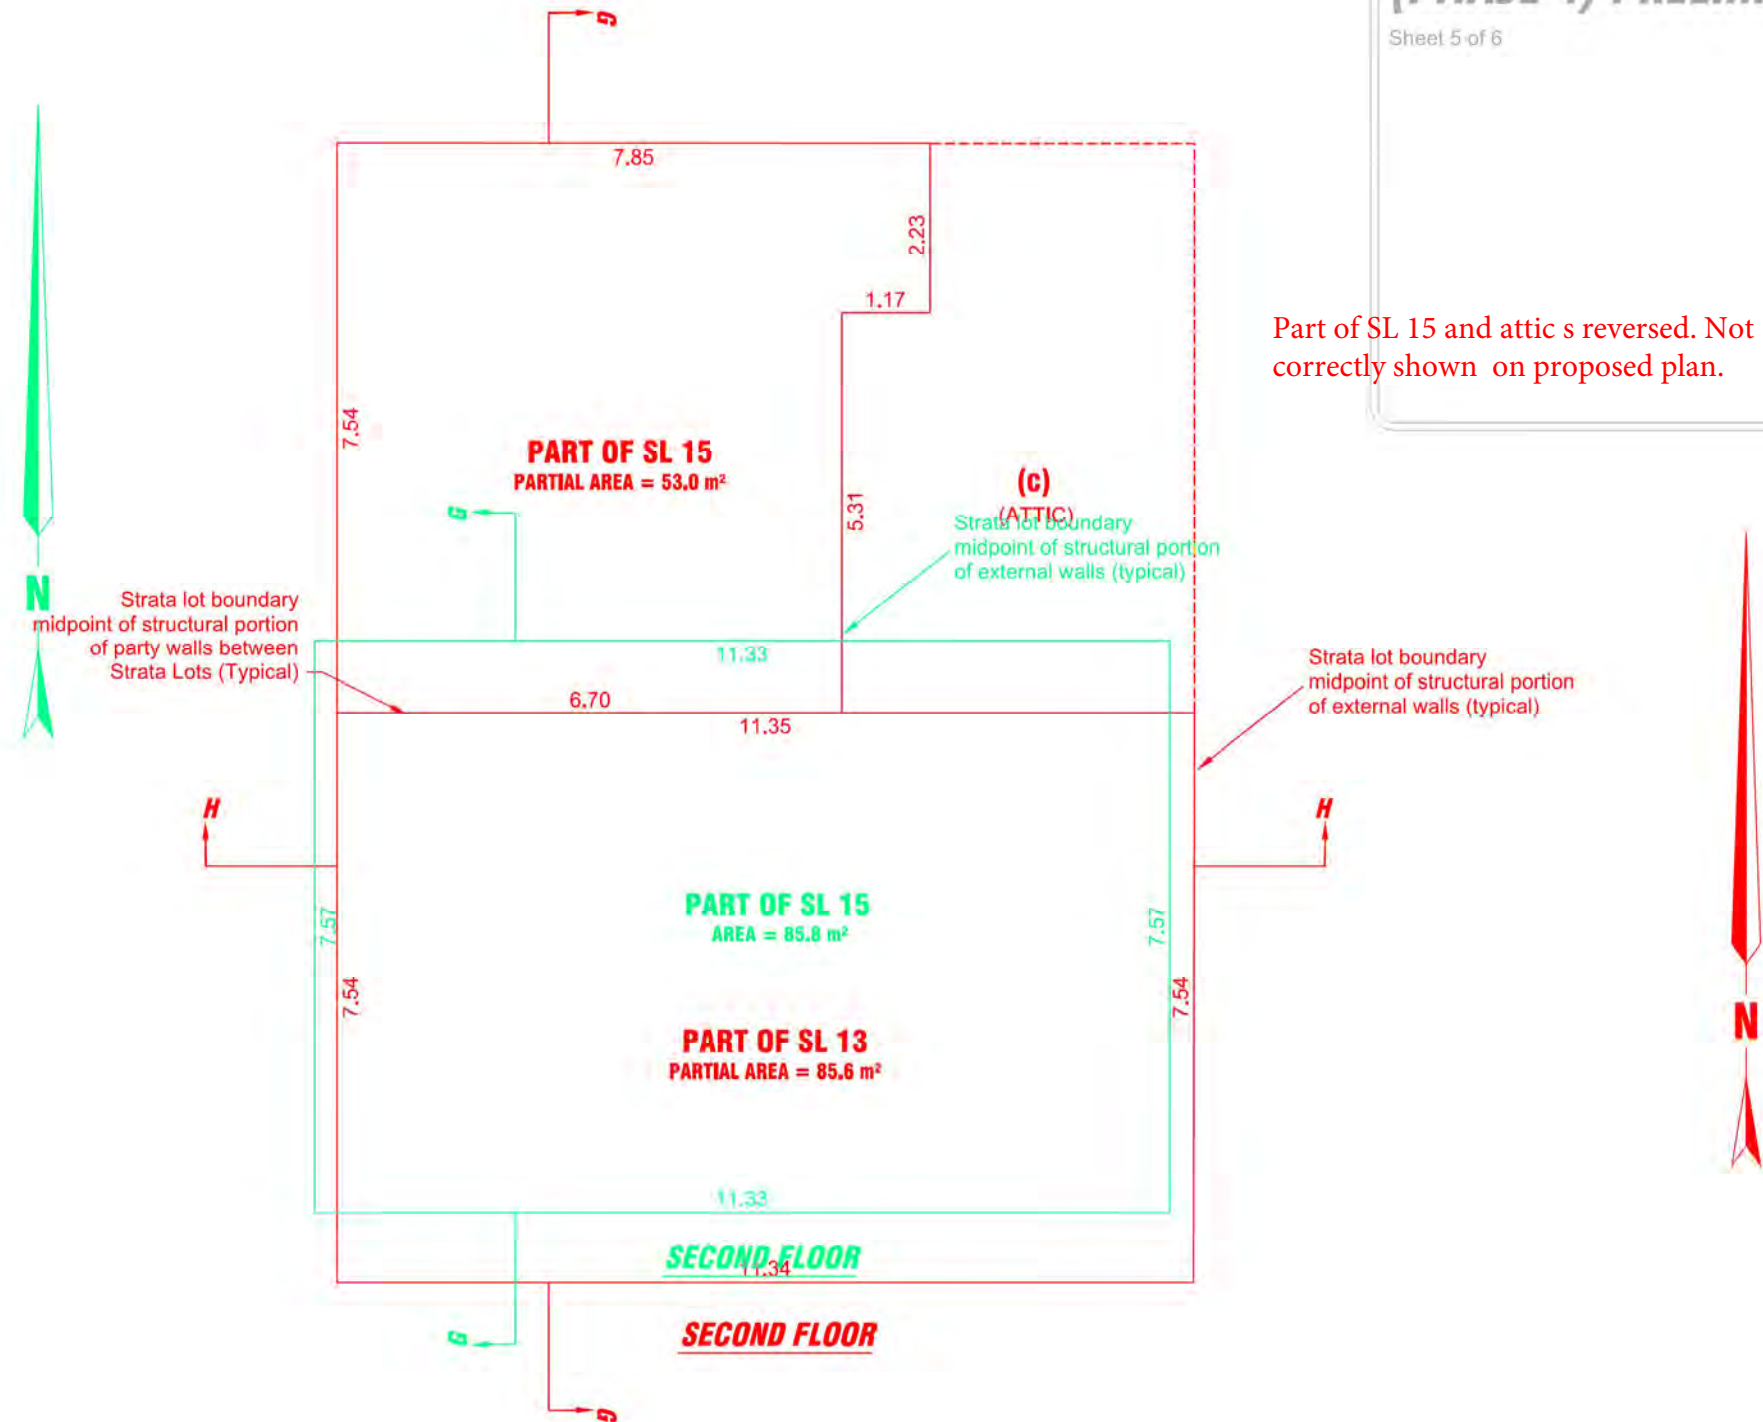 Sheet 5 of 6
G
7.85
2.23
1.17
Part of SL 15 and attic s reversed. Not
correctly shown on proposed plan.
7.54
PART OF SL 15
PARTIAL AREA = 53.0 m²
(c)
(ATTIC)
5.31
G
Strata lot boundary
midpoint of structural portion
of external walls (typical)
N
Strata lot boundary
midpoint of structural portion
of party walls between
Strata Lots (Typical)
11.33
6.70
11.35
Strata lot boundary
midpoint of structural portion
of external walls (typical)
H
H
PART OF SL 15
AREA = 85.8 m²
7.57
7.57
7.54
7.54
N
PART OF SL 13
PARTIAL AREA = 85.6 m²
11.33
SECOND FLOOR
11.34
SECOND FLOOR
G
G